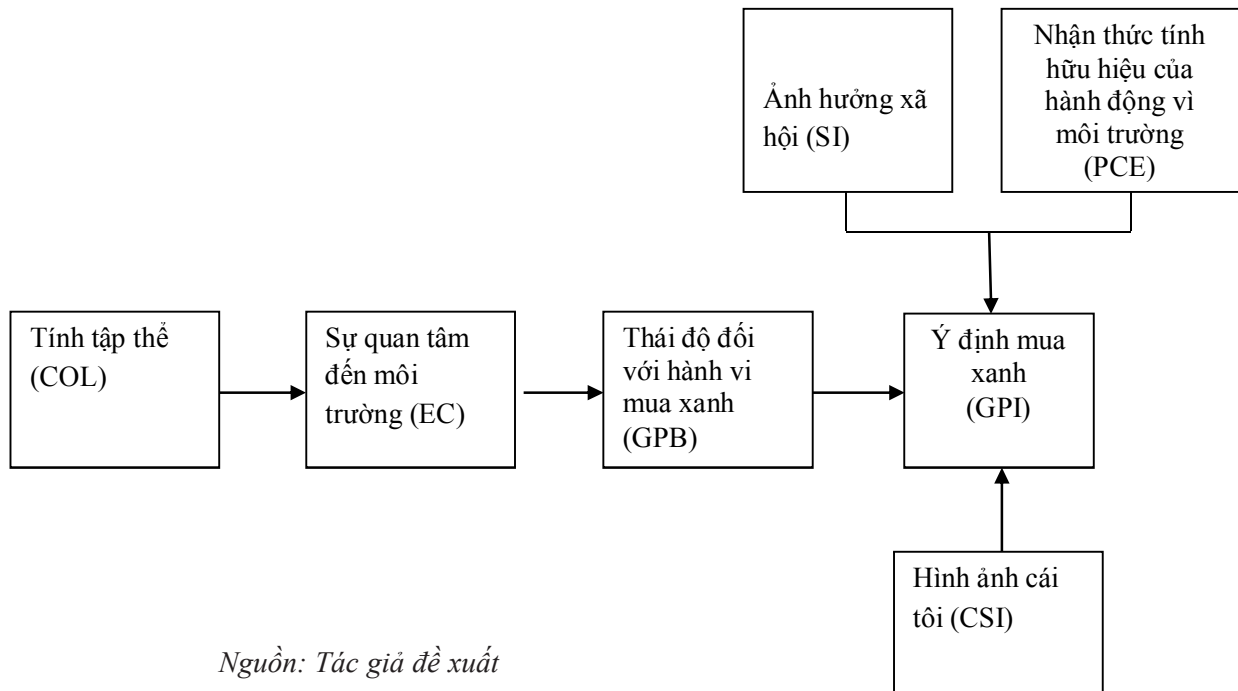 Ảnh hưởng xã
hội (SI)
Nhận thức tính
hữu hiệu của
hành động vì
môi trường
(PCE)
Tính tập thể
(COL)
Sự quan tâm
đến môi
trường (EC)
Thái độ đối
với hành vi
mua xanh
(GPB)
Ý định mua
xanh
(GPI)
Hình ảnh cái
tôi (CSI)
Nguồn: Tác giả đề xuất